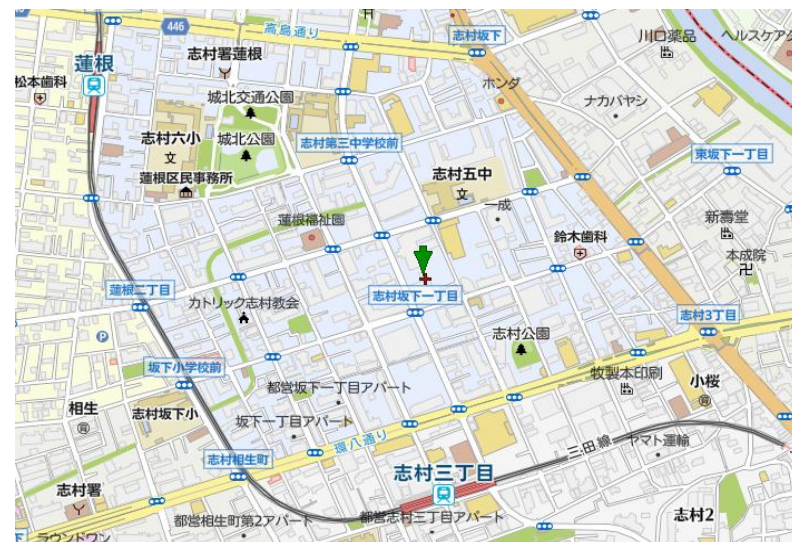 446
高島通り
志村坂下
川口薬品
ヘルスケアタ
志村署蓮根
蓮根
松本歯科
ホンダ
城北交通公園
ナカバヤシ
志村六小
城北公園
志村第三中学校前
東坂下一丁目
志村五中
蓮根区民事務所
一成
蓮根福祉園
新壽堂
鈴木歯科
本成院
蓮根二丁目
カトリック志村教会
志村坂下一丁目
志村3丁目
志村公園
坂下小学校前
牧製本印刷
小桜
都営坂下一丁目アパート
相生
志村坂下小
坂下一丁目アパート
環八通り
三田線
ヤマト運輸
志村相生町
志村三丁目
志村署
志村2
都営相生町第2アパート
都営志村三丁目アパート
ラウンドワン